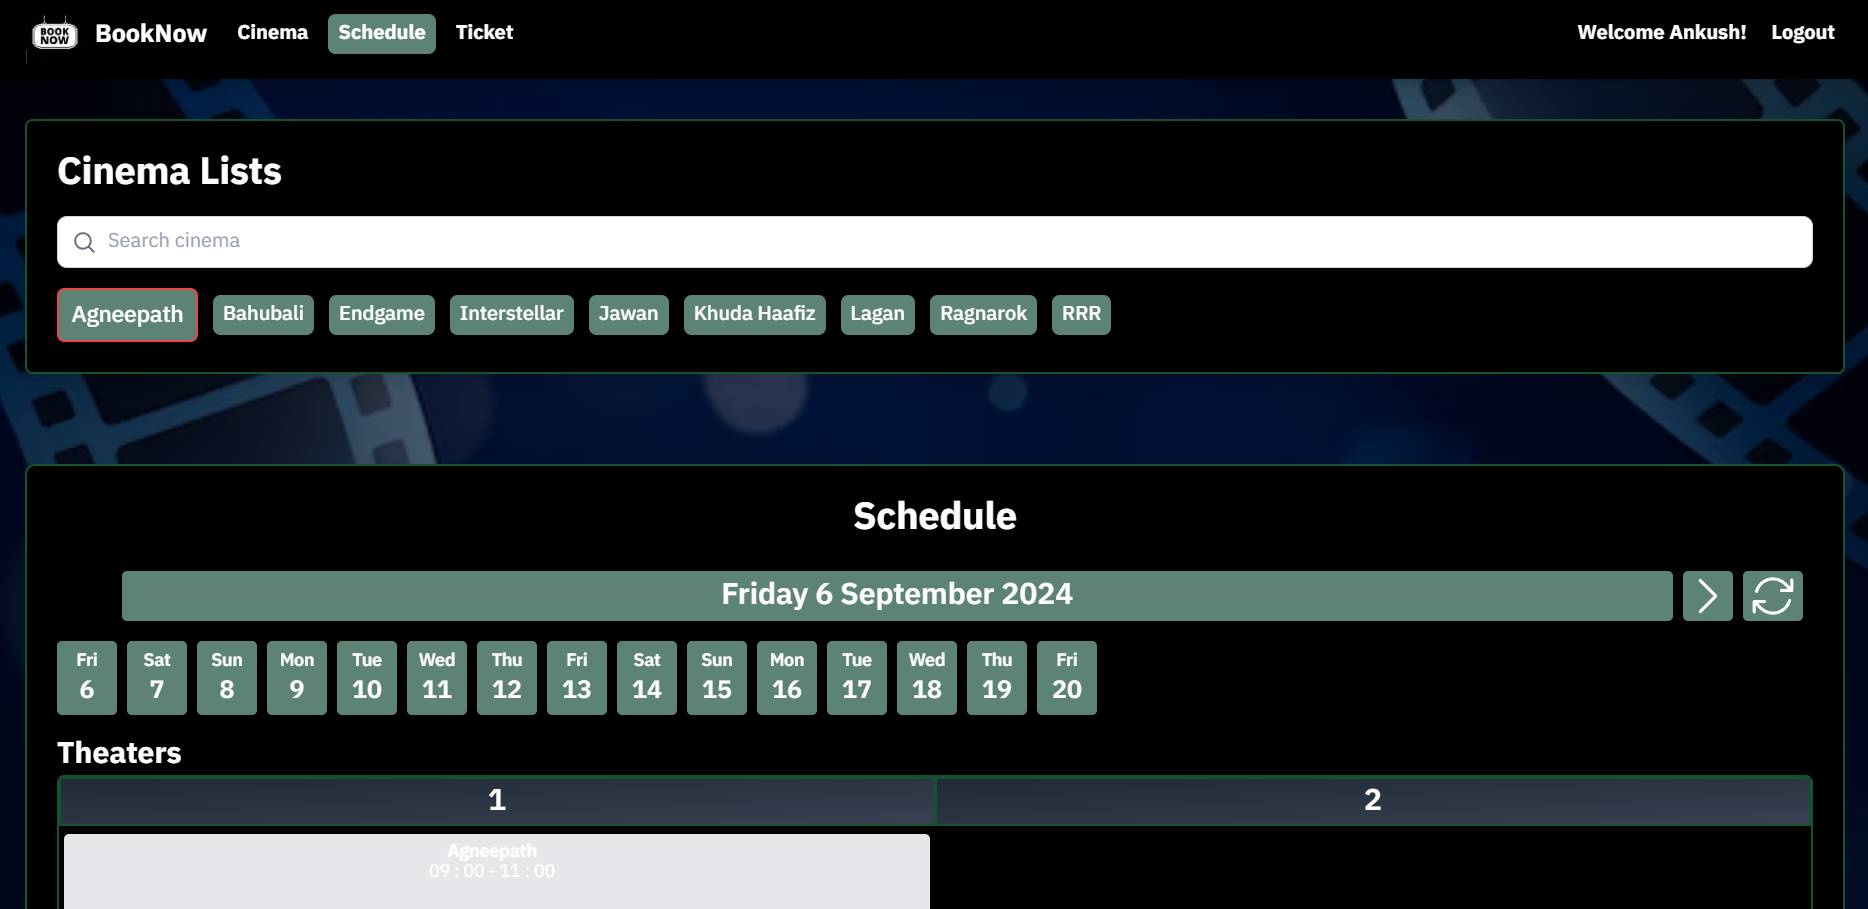 BOOK NOW BookNow Cinema Schedule Ticket Welcome Ankush! Logout
Cinema Lists
Search cinema
Agneepath Bahubali Endgame Interstellar Jawan Khuda Haafiz Lagan Ragnarok RRR
Schedule
Friday 6 September 2024
Fri Sat Sun Mon Tue Wed Thu Fri Sat Sun Mon Tue Wed Thu Fri
6 7 8 9 10 11 12 13 14 15 16 17 18 19 20
Theaters
1 2
Agneepath
09 : 00 - 11 : 00